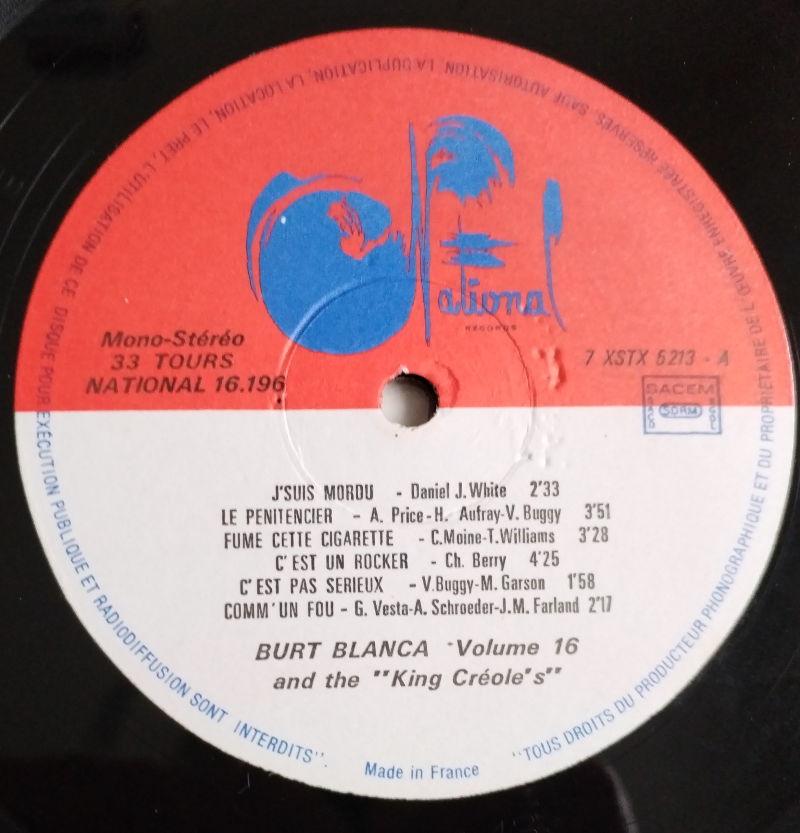 National
RECORDS
Mono-Stéréo
33 TOURS
NATIONAL 16.196
7 XSTX 5213 - A
SACEM
SDRM
J'SUIS MORDU - Daniel J. White 2'33
LE PENITENCIER - A. Price-H. Aufray-V. Buggy 3'51
FUME CETTE CIGARETTE - C.Moine-T.Williams 3'28
C'EST UN ROCKER - Ch. Berry 4'25
C'EST PAS SERIEUX - V.Buggy-M. Garson 1'58
COMM'UN FOU - G. Vesta-A. Schroeder-J.M. Farland 2'17
BURT BLANCA Volume 16
and the "King Créole's"
Made in France
"TOUS DROITS DU PRODUCTEUR PHONOGRAPHIQUE ET DU PROPRIETAIRE DE L'ŒUVRE ENREGISTREE RESERVES. SAUF AUTORISATION, LA DUPLICATION, LA LOCATION, LE PRET, L'UTILISATION DE CE DISQUE POUR EXECUTION PUBLIQUE ET RADIODIFFUSION SONT INTERDITS".